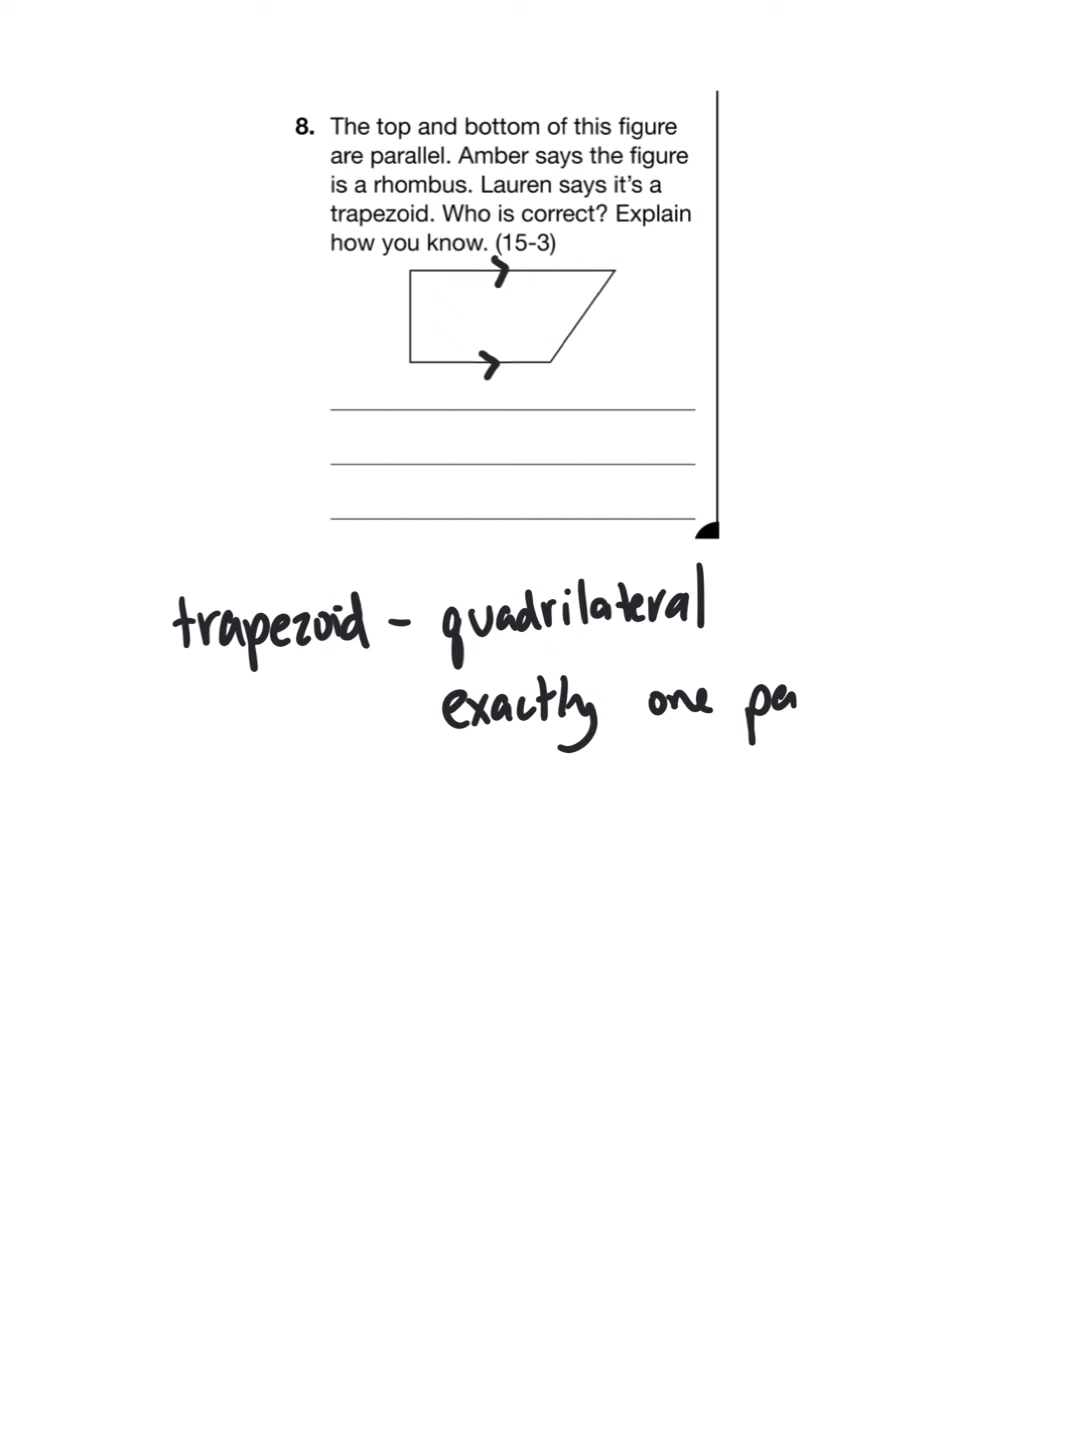 8. The top and bottom of this figure
are parallel. Amber says the figure
is a rhombus. Lauren says it's a
trapezoid. Who is correct? Explain
how you know. (15-3)
trapezoid - quadrilateral
exactly one pa